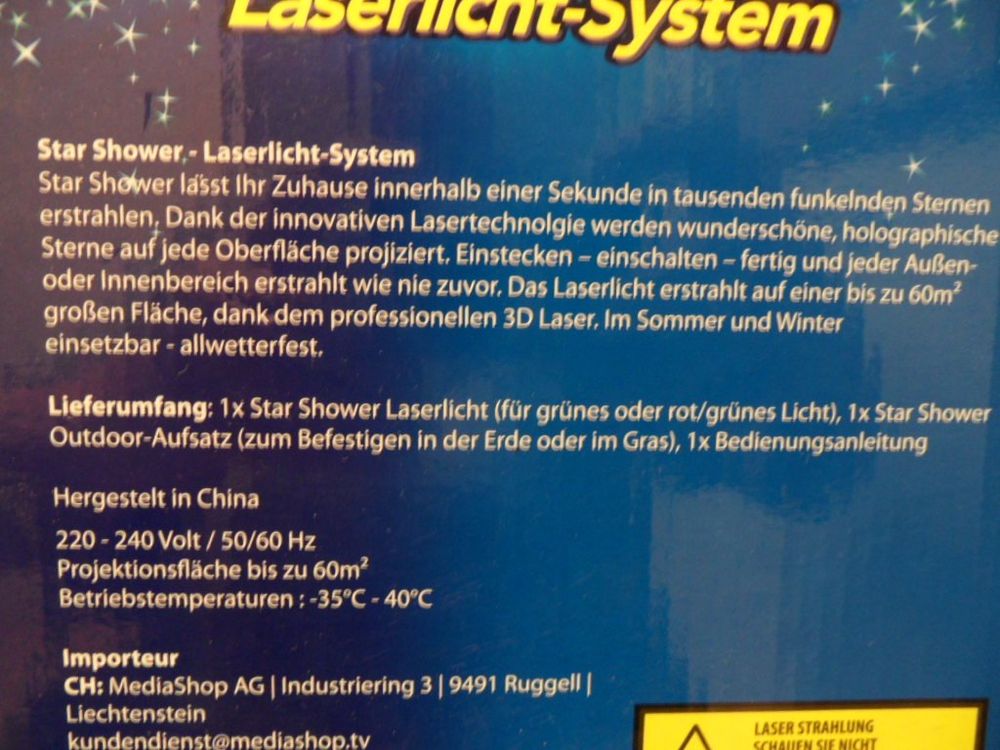 Laserlicht-System
Star Shower - Laserlicht-System
Star Shower lässt Ihr Zuhause innerhalb einer Sekunde in tausenden funkelnden Sternen
erstrahlen. Dank der innovativen Lasertechnolgie werden wunderschöne, holographische
Sterne auf jede Oberfläche projiziert. Einstecken – einschalten – fertig und jeder Außen-
oder Innenbereich erstrahlt wie nie zuvor. Das Laserlicht erstrahlt auf einer bis zu 60m²
großen Fläche, dank dem professionellen 3D Laser. Im Sommer und Winter
einsetzbar - allwetterfest.
Lieferumfang: 1x Star Shower Laserlicht (für grünes oder rot/grünes Licht), 1x Star Shower
Outdoor-Aufsatz (zum Befestigen in der Erde oder im Gras), 1x Bedienungsanleitung
Hergestelt in China
220 - 240 Volt / 50/60 Hz
Projektionsfläche bis zu 60m²
Betriebstemperaturen : -35°C - 40°C
Importeur
CH: MediaShop AG | Industriering 3 | 9491 Ruggell |
Liechtenstein
kundendienst@mediashop.tv
LASER STRAHLUNG
SCHAUEN SIE NICHT